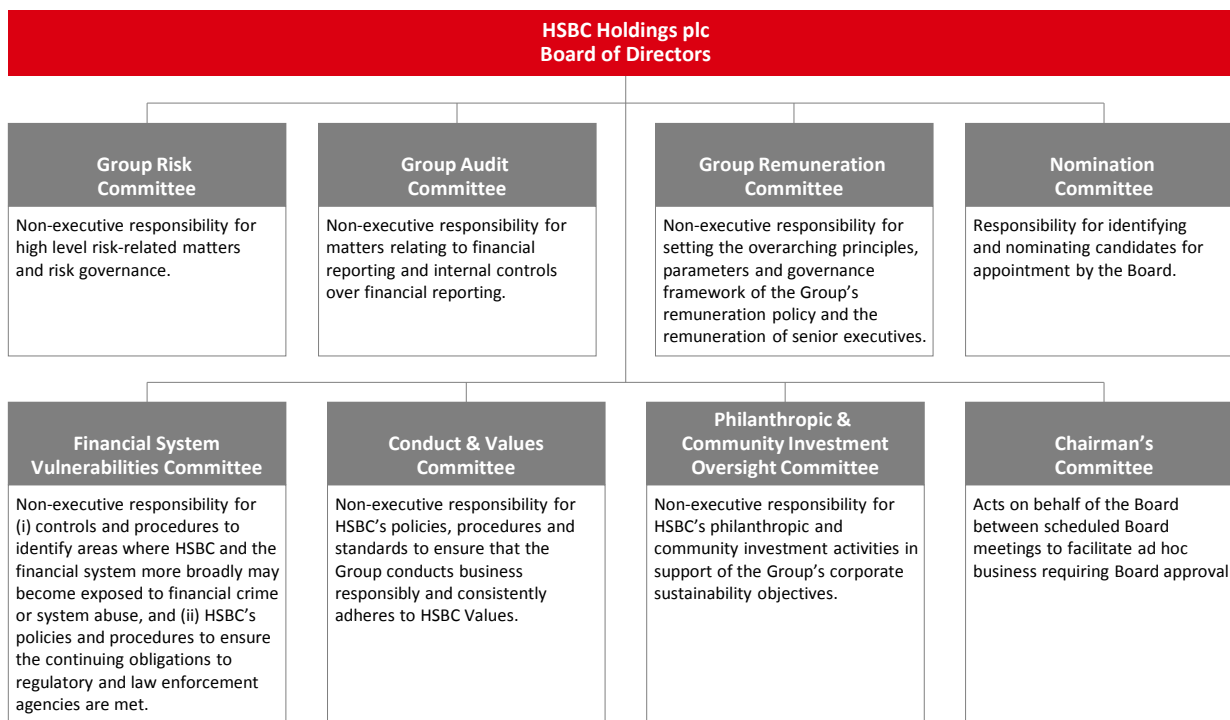 HSBC Holdings plc
Board of Directors
Group Risk
Committee
Non-executive responsibility for
high level risk-related matters
and risk governance.
Group Audit
Committee
Non-executive responsibility for
matters relating to financial
reporting and internal controls
over financial reporting.
Group Remuneration
Committee
Non-executive responsibility for
setting the overarching principles,
parameters and governance
framework of the Group’s
remuneration policy and the
remuneration of senior executives.
Nomination
Committee
Responsibility for identifying
and nominating candidates for
appointment by the Board.
Financial System
Vulnerabilities Committee
Non-executive responsibility for
(i) controls and procedures to
identify areas where HSBC and the
financial system more broadly may
become exposed to financial crime
or system abuse, and (ii) HSBC’s
policies and procedures to ensure
the continuing obligations to
regulatory and law enforcement
agencies are met.
Conduct & Values
Committee
Non-executive responsibility for
HSBC’s policies, procedures and
standards to ensure that the
Group conducts business
responsibly and consistently
adheres to HSBC Values.
Philanthropic &
Community Investment
Oversight Committee
Non-executive responsibility for
HSBC’s philanthropic and
community investment activities in
support of the Group’s corporate
sustainability objectives.
Chairman’s
Committee
Acts on behalf of the Board
between scheduled Board
meetings to facilitate ad hoc
business requiring Board approval